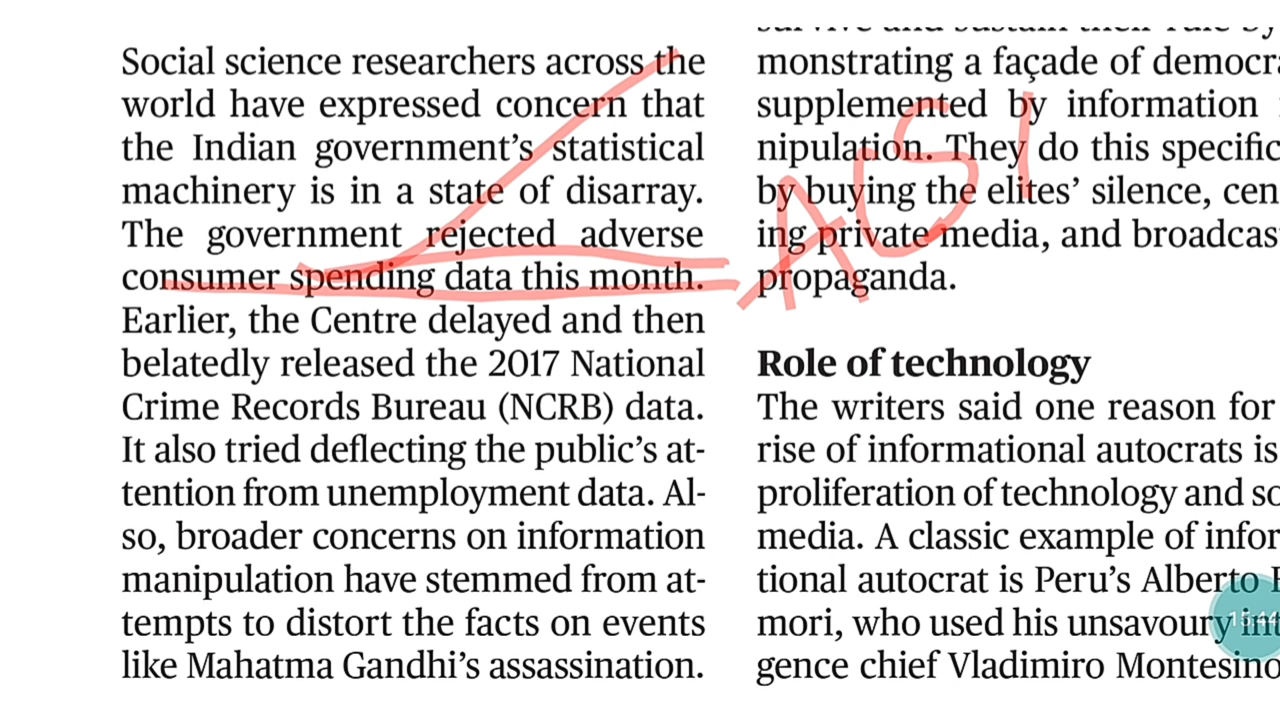 Social science researchers across the
world have expressed concern that
the Indian government's statistical
machinery is in a state of disarray.
The government rejected adverse
consumer spending data this month.
Earlier, the Centre delayed and then
belatedly released the 2017 National
Crime Records Bureau (NCRB) data.
It also tried deflecting the public's at-
tention from unemployment data. Al-
so, broader concerns on information
manipulation have stemmed from at-
tempts to distort the facts on events
like Mahatma Gandhi's assassination.
monstrating a façade of democra
supplemented by information
nipulation. They do this specific
by buying the elites' silence, cen
ing private media, and broadcas
propaganda.
Role of technology
The writers said one reason for
rise of informational autocrats is
proliferation of technology and so
media. A classic example of infor
tional autocrat is Peru's Alberto
mori, who used his unsavoury
gence chief Vladimiro Montesino
15:44